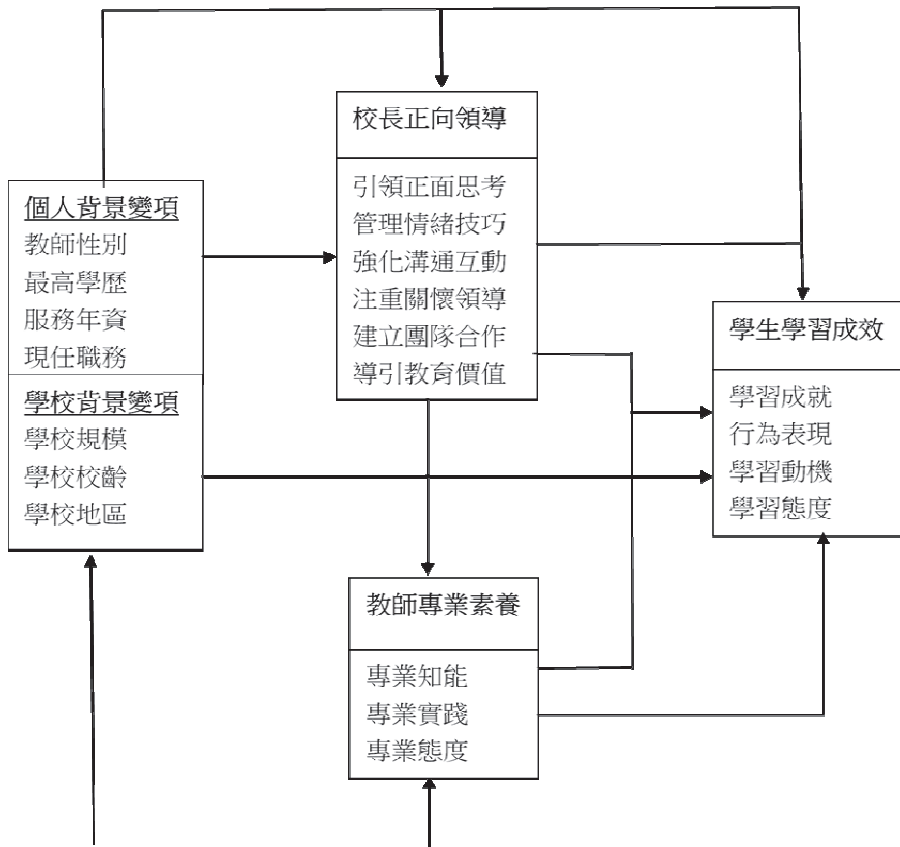 校長正向領導
引領正面思考
管理情緒技巧
強化溝通互動
注重關懷領導
建立團隊合作
導引教育價值
個人背景變項
教師性別
最高學歷
服務年資
現任職務
學校背景變項
學校規模
學校校齡
學校地區
學生學習成效
學習成就
行為表現
學習動機
學習態度
教師專業素養
專業知能
專業實踐
專業態度